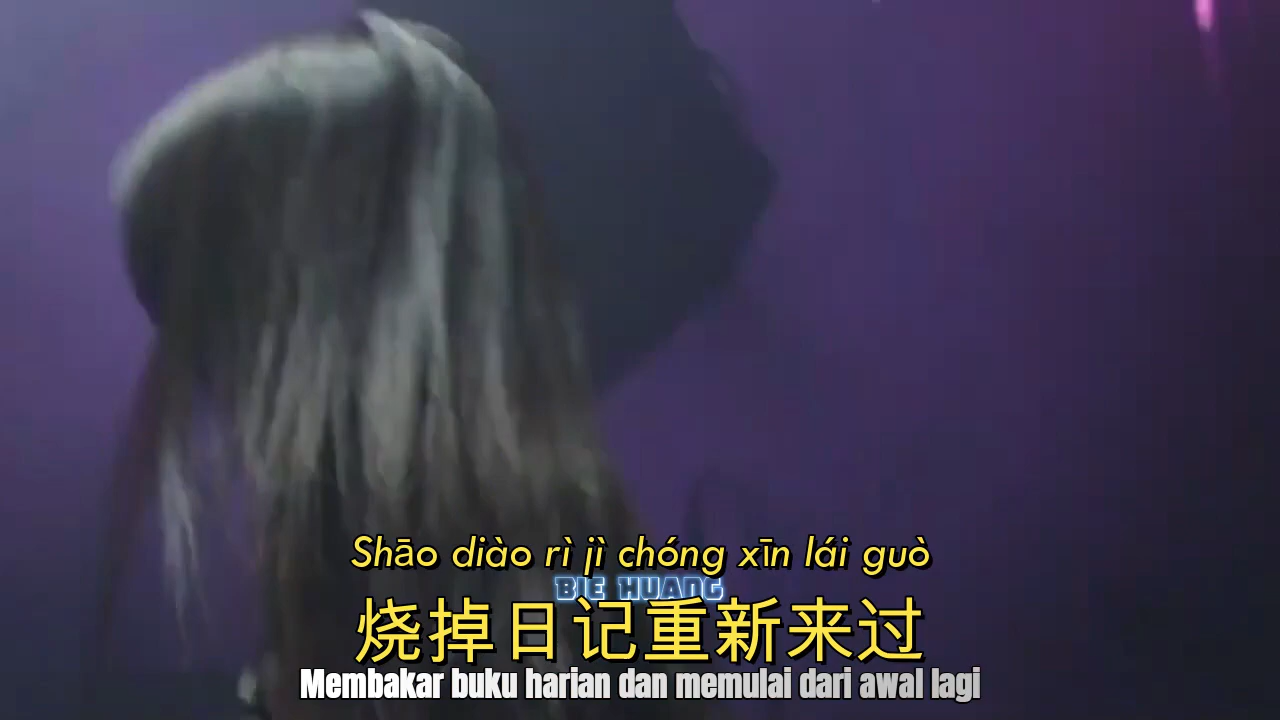 Shāo diào rì jì chóng xīn lái guò
BIE HUANG
烧掉日记重新来过
Membakar buku harian dan memulai dari awal lagi